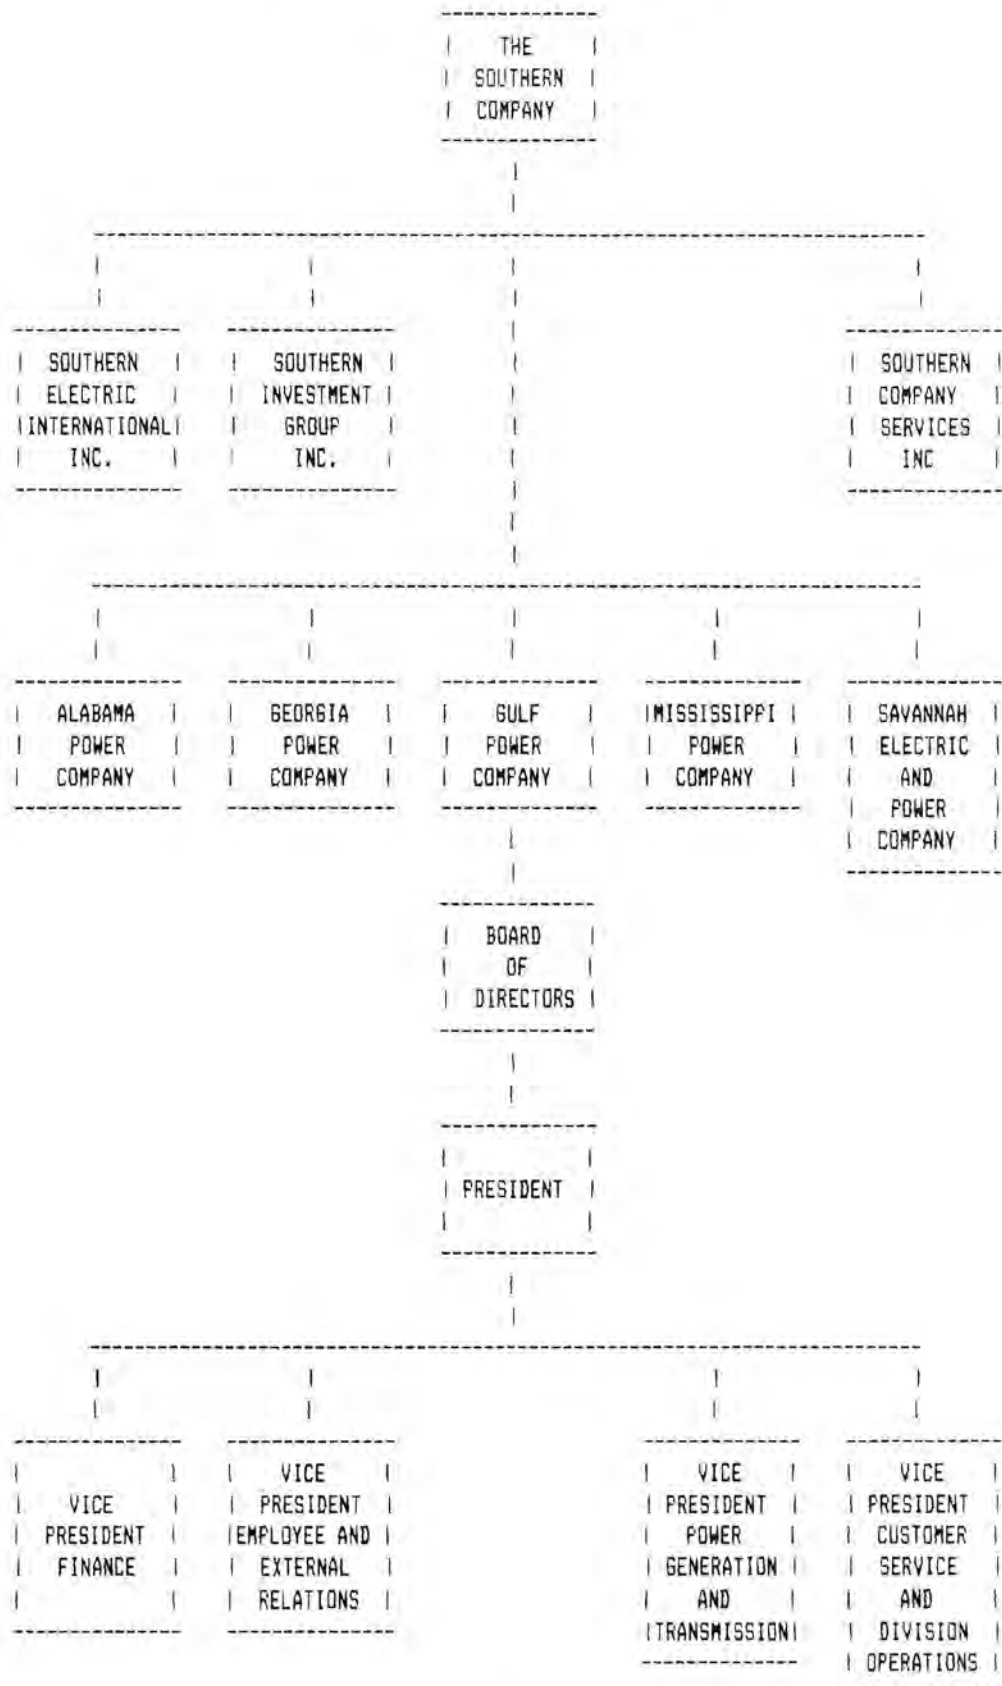 THE
SOUTHERN
COMPANY
SOUTHERN
ELECTRIC
INTERNATIONAL
INC.
SOUTHERN
INVESTMENT
GROUP
INC.
SOUTHERN
COMPANY
SERVICES
INC
ALABAMA
POWER
COMPANY
GEORGIA
POWER
COMPANY
GULF
POWER
COMPANY
MISSISSIPPI
POWER
COMPANY
SAVANNAH
ELECTRIC
AND
POWER
COMPANY
BOARD
OF
DIRECTORS
PRESIDENT
VICE
PRESIDENT
FINANCE
VICE
PRESIDENT
EMPLOYEE AND
EXTERNAL
RELATIONS
VICE
PRESIDENT
POWER
GENERATION
AND
TRANSMISSION
VICE
PRESIDENT
CUSTOMER
SERVICE
AND
DIVISION
OPERATIONS